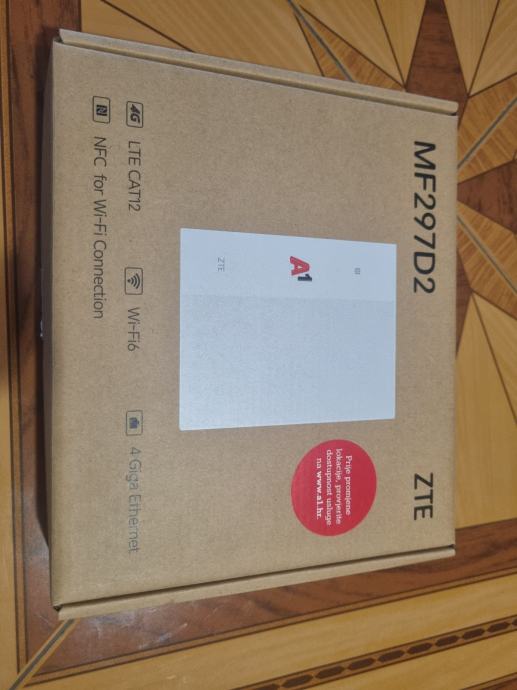 MF297D2
ZTE
A1
ZTE
Prije promjene
lokacije, provjerite
dostupnost usluge
na www.a1.hr.
4G LTE CAT12
Wi-Fi6
4 Giga Ethernet
NFC for Wi-Fi Connection